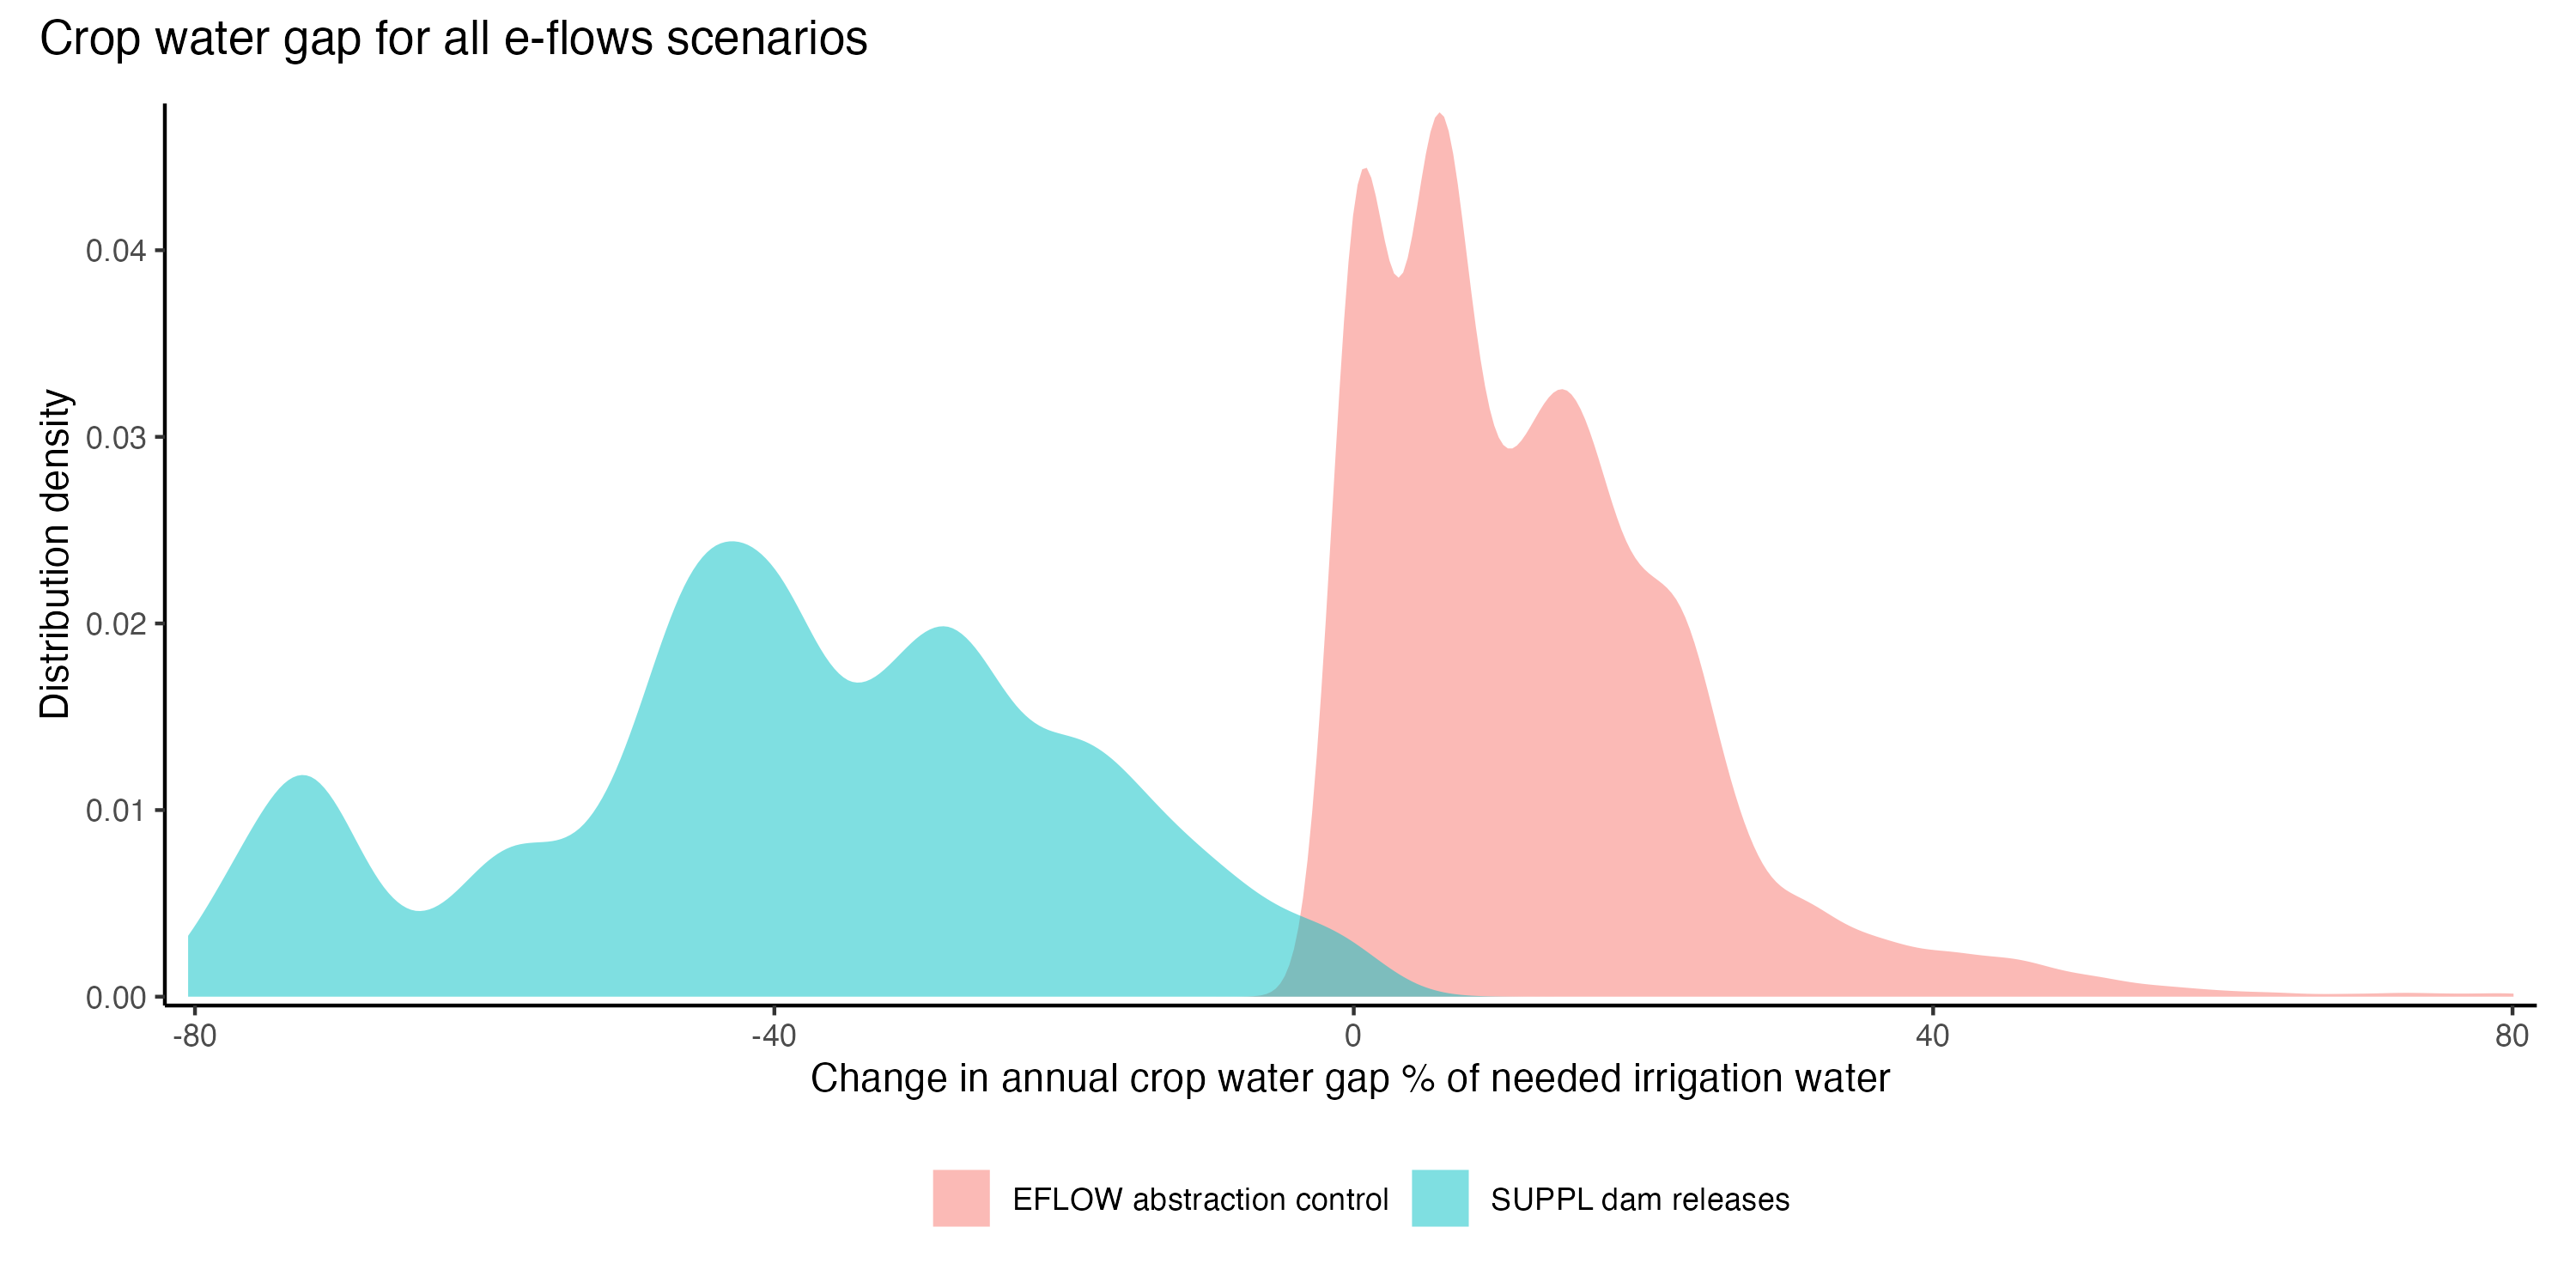 Crop water gap for all e-flows scenarios
Distribution density
0.04
0.03
0.02
0.01
0.00
-80 -40 0 40 80
Change in annual crop water gap % of needed irrigation water
EFLOW abstraction control SUPPL dam releases